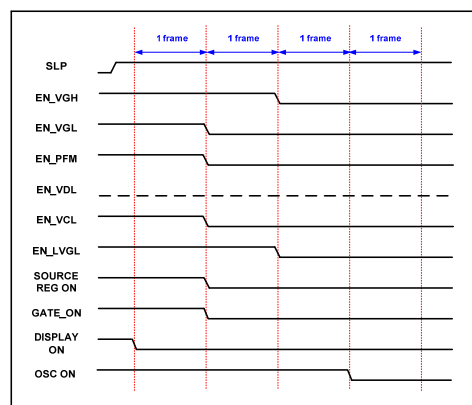 1 frame 1 frame 1 frame 1 frame
SLP
EN_VGH
EN_VGL
EN_PFM
EN_VDL
EN_VCL
EN_LVGL
SOURCE
REG ON
GATE_ON
DISPLAY
ON
OSC ON